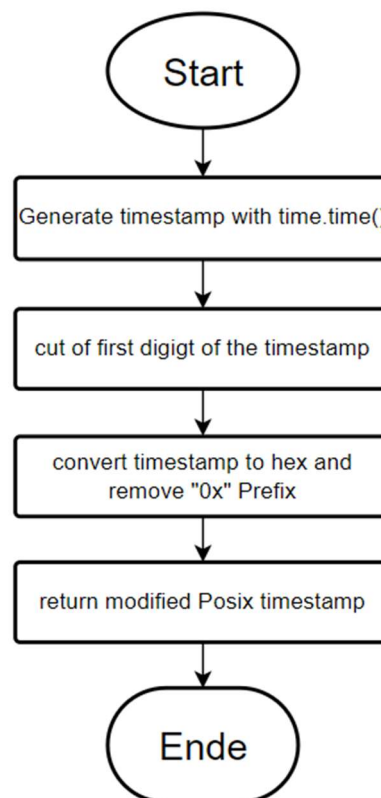 Start
Generate timestamp with time.time()
cut of first digigt of the timestamp
convert timestamp to hex and
remove "0x" Prefix
return modified Posix timestamp
Ende